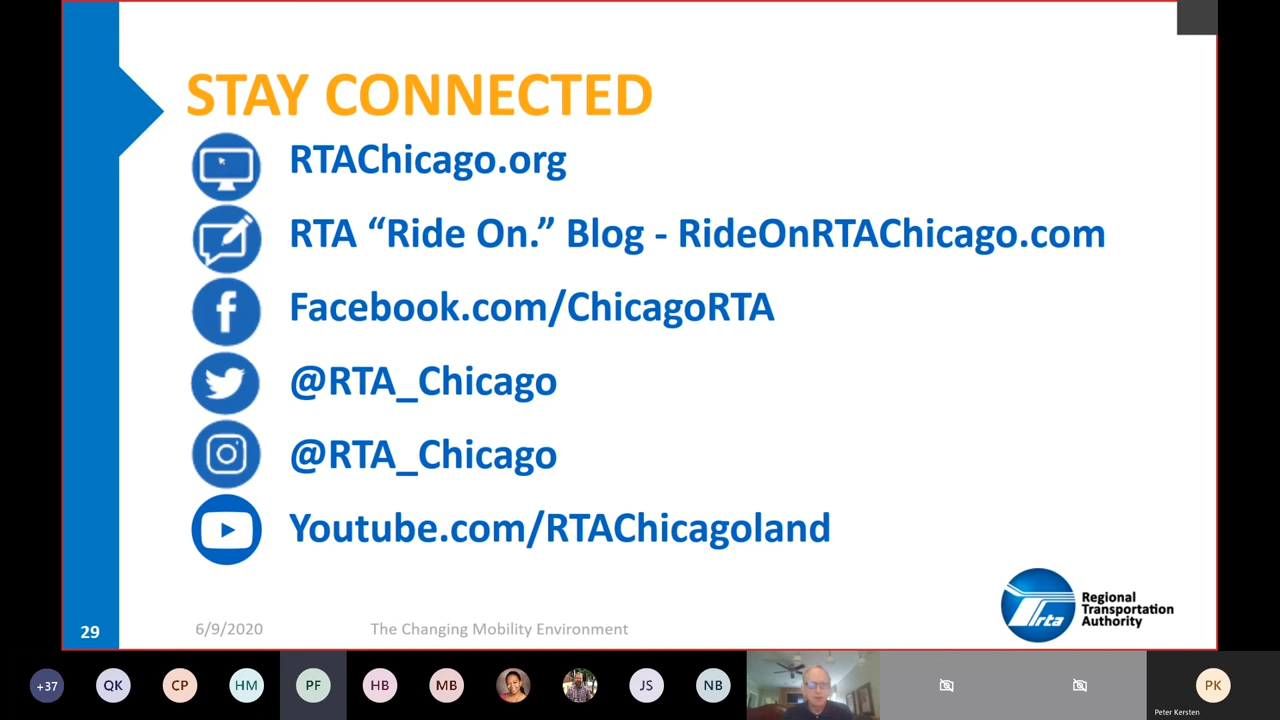 STAY CONNECTED
RTAChicago.org
RTA “Ride On.” Blog - RideOnRTAChicago.com
Facebook.com/ChicagoRTA
@RTA_Chicago
@RTA_Chicago
Youtube.com/RTAChicagoland
rta
Regional
Transportation
Authority
29
6/9/2020
The Changing Mobility Environment
+37
QK
CP
HM
PF
HB
MB
JS
NB
PK
Peter Kersten